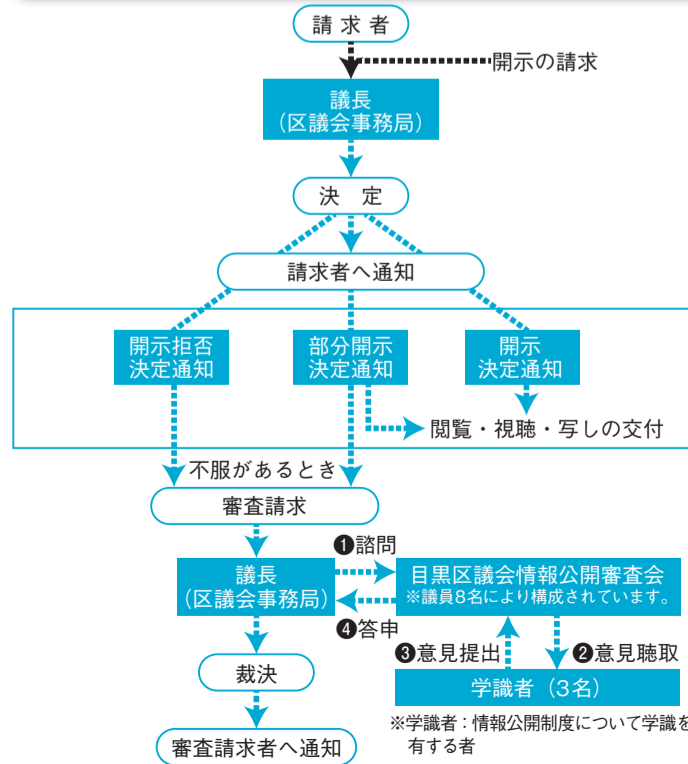 請求者
開示の請求
議長
（区議会事務局）
決　定
請求者へ通知
開示拒否
決定通知
部分開示
決定通知
開示
決定通知
閲覧・視聴・写しの交付
不服があるとき
審査請求
❶諮問
議長
（区議会事務局）
目黒区議会情報公開審査会
※議員8名により構成されています。
❹答申
❸意見提出
❷意見聴取
裁決
学識者（3名）
※学識者：情報公開制度について学識を
有する者
審査請求者へ通知